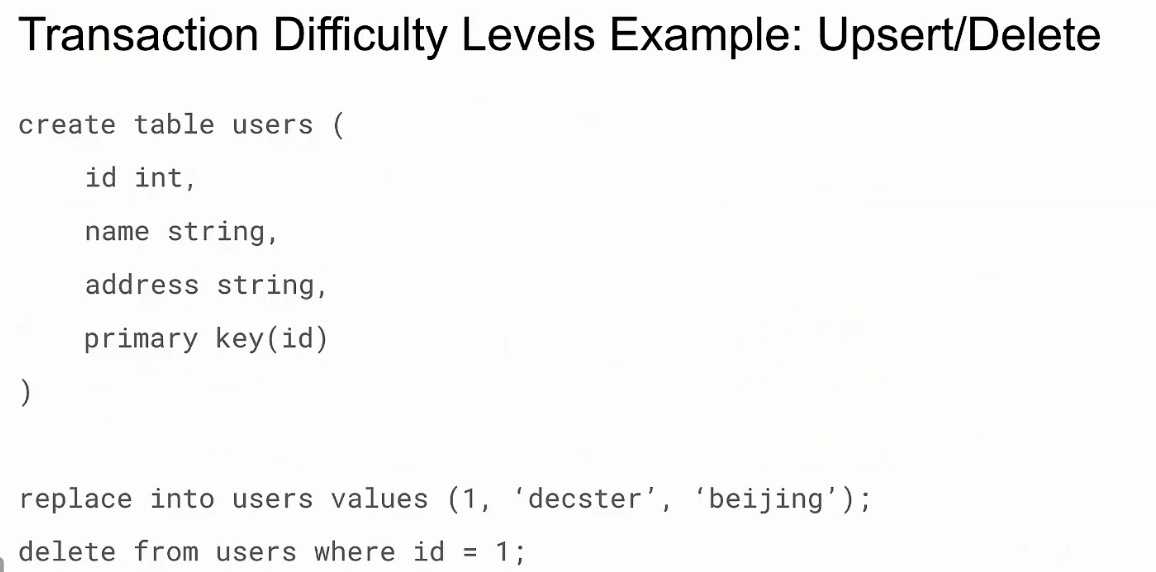 Transaction Difficulty Levels Example: Upsert/Delete
create table users (
    id int,
    name string,
    address string,
    primary key(id)
)
replace into users values (1, ‘decster’, ‘beijing’);
delete from users where id = 1;